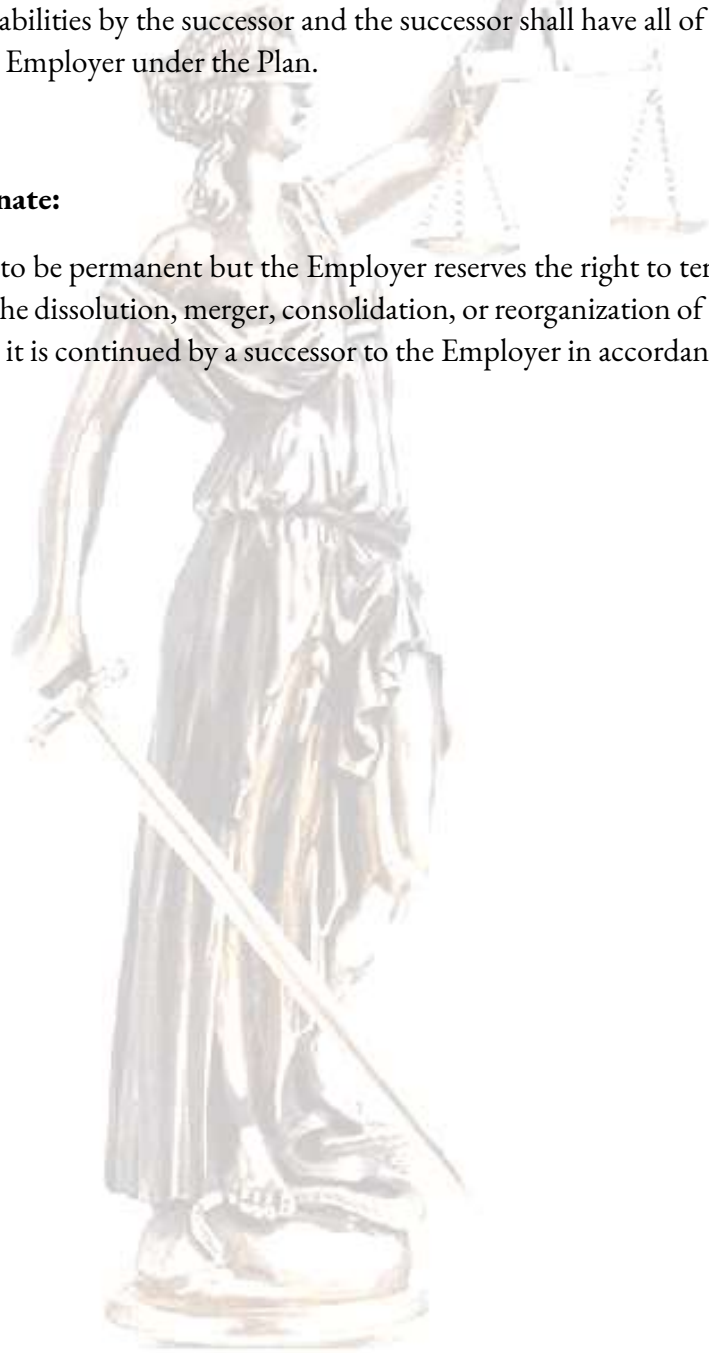 abilities by the successor and the successor shall have all of
Employer under the Plan.
nate:
to be permanent but the Employer reserves the right to ter
he dissolution, merger, consolidation, or reorganization of
it is continued by a successor to the Employer in accordan